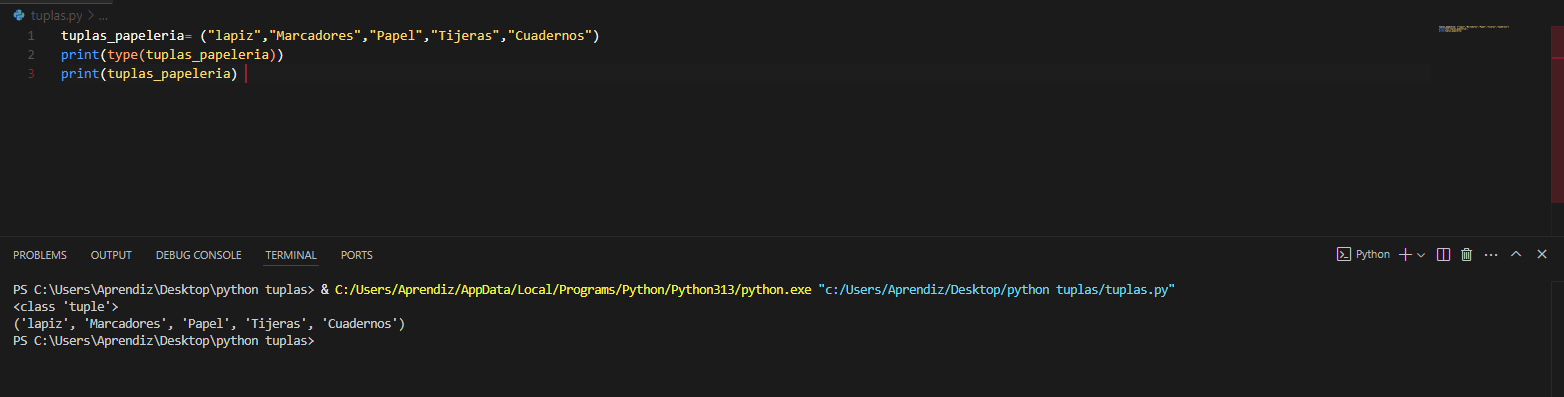 tuplas.py > ...
1 tuplas_papeleria= ("lapiz","Marcadores","Papel","Tijeras","Cuadernos")
2 print(type(tuplas_papeleria))
3 print(tuplas_papeleria)
PROBLEMS OUTPUT DEBUG CONSOLE TERMINAL PORTS Python
PS C:\Users\Aprendiz\Desktop\python tuplas> & C:/Users/Aprendiz/AppData/Local/Programs/Python/Python313/python.exe "c:/Users/Aprendiz/Desktop/python tuplas/tuplas.py"
<class 'tuple'>
('lapiz', 'Marcadores', 'Papel', 'Tijeras', 'Cuadernos')
PS C:\Users\Aprendiz\Desktop\python tuplas>